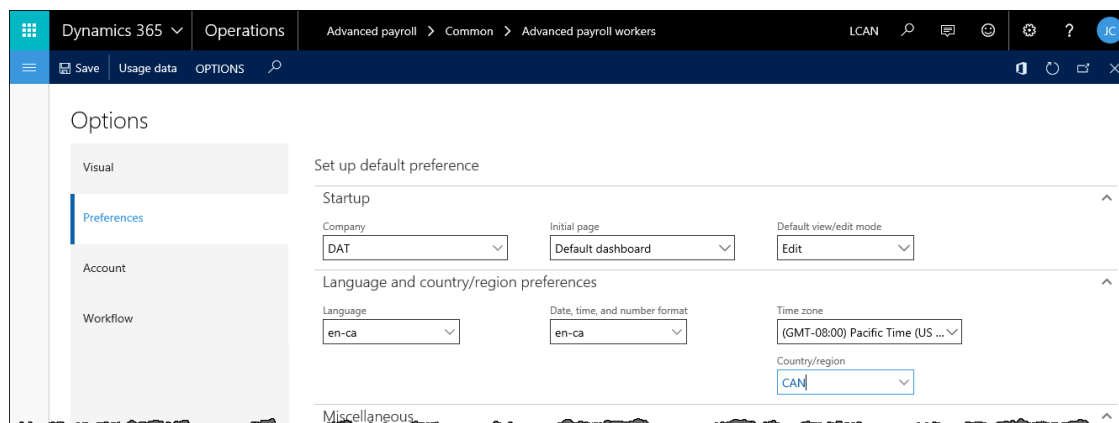 Dynamics 365 Operations Advanced payroll > Common > Advanced payroll workers LCAN ? JC
Save Usage data OPTIONS
Options
Visual
Preferences
Account
Workflow
Set up default preference
Startup
Company Initial page Default view/edit mode
DAT Default dashboard Edit
Language and country/region preferences
Language Date, time, and number format Time zone
en-ca en-ca (GMT-08:00) Pacific Time (US ...
Country/region
CAN
Miscellaneous